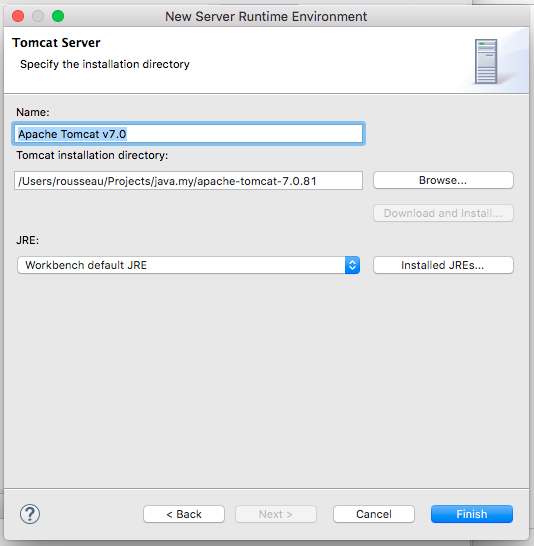 New Server Runtime Environment
Tomcat Server
Specify the installation directory
Name:
Apache Tomcat v7.0
Tomcat installation directory:
/Users/rousseau/Projects/java.my/apache-tomcat-7.0.81
Browse...
Download and Install...
JRE:
Workbench default JRE
Installed JREs...
?
< Back
Next >
Cancel
Finish